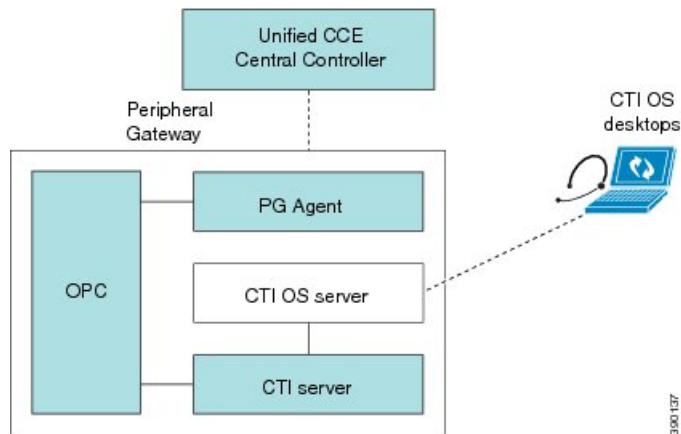 Unified CCE
Central Controller
Peripheral
Gateway
CTI OS
desktops
PG Agent
OPC
CTI OS server
CTI server
390137